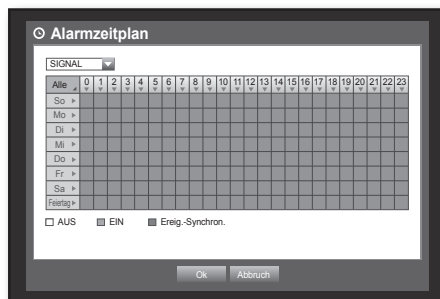 Alarmzeitplan
SIGNAL
Alle 0 1 2 3 4 5 6 7 8 9 10 11 12 13 14 15 16 17 18 19 20 21 22 23
So
Mo
Di
Mi
Do
Fr
Sa
Feiertag
AUS EIN Ereig.-Synchron.
Ok Abbruch